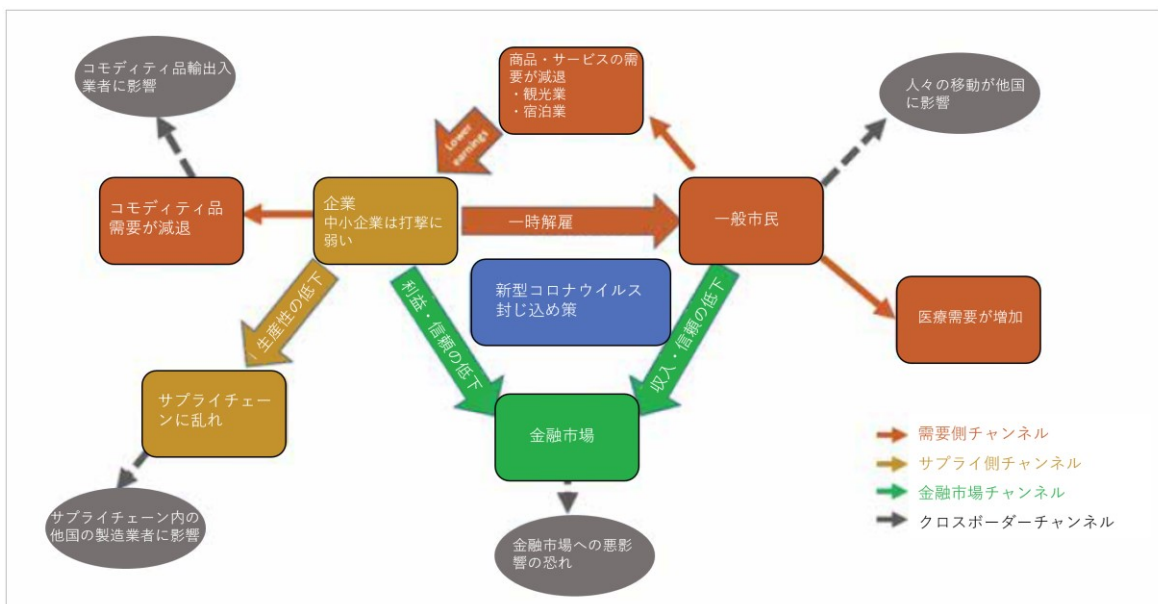 コモディティ品輸出入
業者に影響
商品・サービスの需
要が減退
・観光業
・宿泊業
人々の移動が他国
に影響
Lower
earnings
コモディティ品
需要が減退
企業
中小企業は打撃に
弱い
一時解雇
一般市民
新型コロナウイルス
封じ込め策
生産性の低下
利益・信頼の低下
収入・信頼の低下
医療需要が増加
サプライチェー
ンに乱れ
金融市場
需要側チャンネル
サプライ側チャンネル
金融市場チャンネル
クロスボーダーチャンネル
サプライチェーン内の
他国の製造業者に影響
金融市場への悪影
響の恐れ